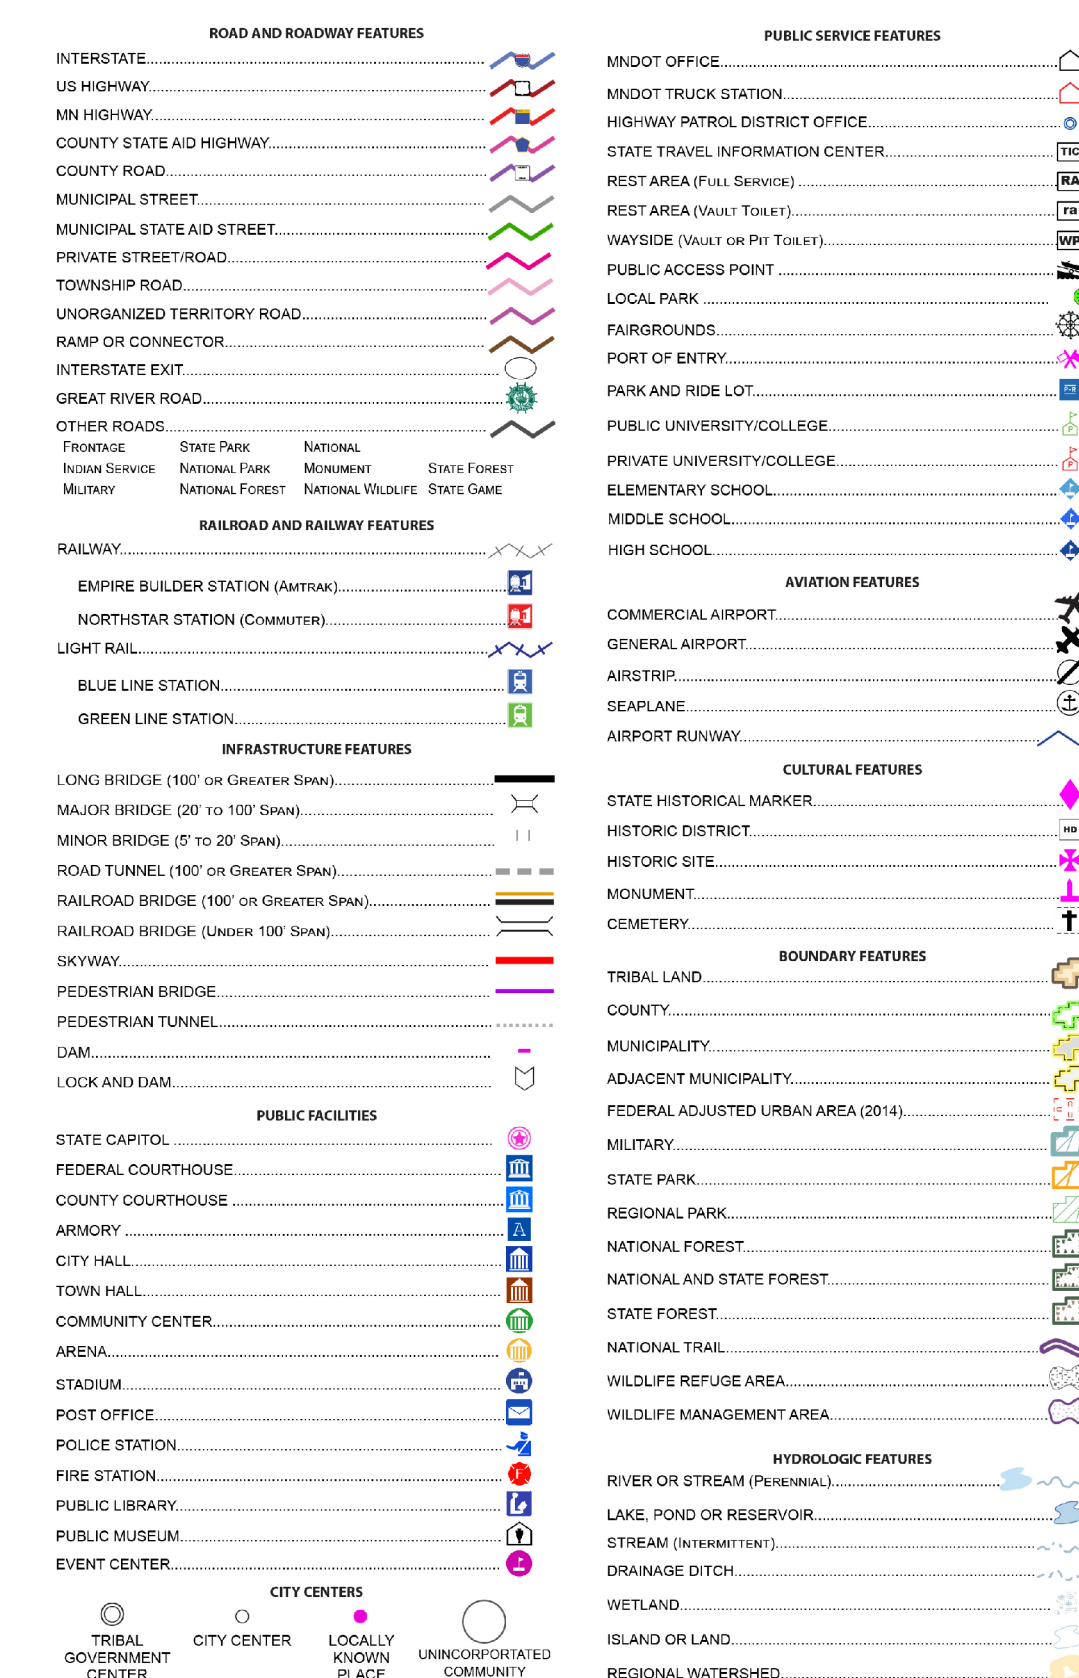 ROAD AND ROADWAY FEATURES
INTERSTATE
US HIGHWAY
MN HIGHWAY
COUNTY STATE AID HIGHWAY
COUNTY ROAD
MUNICIPAL STREET
MUNICIPAL STATE AID STREET
PRIVATE STREET/ROAD
TOWNSHIP ROAD
UNORGANIZED TERRITORY ROAD
RAMP OR CONNECTOR
INTERSTATE EXIT
GREAT RIVER ROAD
OTHER ROADS
FRONTAGE STATE PARK NATIONAL
INDIAN SERVICE NATIONAL PARK MONUMENT STATE FOREST
MILITARY NATIONAL FOREST NATIONAL WILDLIFE STATE GAME
RAILROAD AND RAILWAY FEATURES
RAILWAY
EMPIRE BUILDER STATION (AMTRAK)
NORTHSTAR STATION (COMMUTER)
LIGHT RAIL
BLUE LINE STATION
GREEN LINE STATION
INFRASTRUCTURE FEATURES
LONG BRIDGE (100' OR GREATER SPAN)
MAJOR BRIDGE (20' TO 100' SPAN)
MINOR BRIDGE (5' TO 20' SPAN)
ROAD TUNNEL (100' OR GREATER SPAN)
RAILROAD BRIDGE (100' OR GREATER SPAN)
RAILROAD BRIDGE (UNDER 100' SPAN)
SKYWAY
PEDESTRIAN BRIDGE
PEDESTRIAN TUNNEL
DAM
LOCK AND DAM
PUBLIC FACILITIES
STATE CAPITOL
FEDERAL COURTHOUSE
COUNTY COURTHOUSE
ARMORY A
CITY HALL
TOWN HALL
COMMUNITY CENTER
ARENA
STADIUM
POST OFFICE
POLICE STATION
FIRE STATION F
PUBLIC LIBRARY
PUBLIC MUSEUM
EVENT CENTER
CITY CENTERS
TRIBAL GOVERNMENT CENTER
CITY CENTER
LOCALLY KNOWN PLACE
UNINCORPORTATED COMMUNITY
PUBLIC SERVICE FEATURES
MNDOT OFFICE
MNDOT TRUCK STATION
HIGHWAY PATROL DISTRICT OFFICE
STATE TRAVEL INFORMATION CENTER TIC
REST AREA (FULL SERVICE) RA
REST AREA (VAULT TOILET) ra
WAYSIDE (VAULT OR PIT TOILET) WP
PUBLIC ACCESS POINT
LOCAL PARK
FAIRGROUNDS
PORT OF ENTRY
PARK AND RIDE LOT P+R
PUBLIC UNIVERSITY/COLLEGE P
PRIVATE UNIVERSITY/COLLEGE P
ELEMENTARY SCHOOL
MIDDLE SCHOOL
HIGH SCHOOL
AVIATION FEATURES
COMMERCIAL AIRPORT
GENERAL AIRPORT
AIRSTRIP
SEAPLANE
AIRPORT RUNWAY
CULTURAL FEATURES
STATE HISTORICAL MARKER
HISTORIC DISTRICT HD
HISTORIC SITE
MONUMENT
CEMETERY
BOUNDARY FEATURES
TRIBAL LAND
COUNTY
MUNICIPALITY
ADJACENT MUNICIPALITY
FEDERAL ADJUSTED URBAN AREA (2014)
MILITARY
STATE PARK
REGIONAL PARK
NATIONAL FOREST
NATIONAL AND STATE FOREST
STATE FOREST
NATIONAL TRAIL
WILDLIFE REFUGE AREA
WILDLIFE MANAGEMENT AREA
HYDROLOGIC FEATURES
RIVER OR STREAM (PERENNIAL)
LAKE, POND OR RESERVOIR
STREAM (INTERMITTENT)
DRAINAGE DITCH
WETLAND
ISLAND OR LAND
REGIONAL WATERSHED